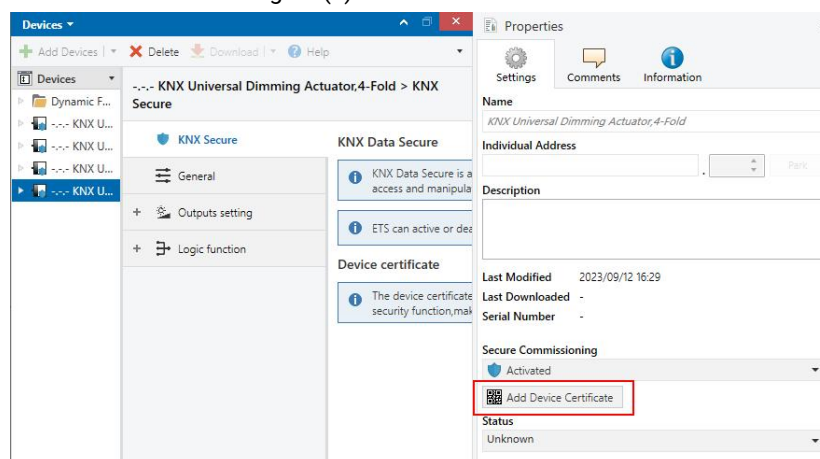 Devices
Add Devices | Delete Download | Help
Devices
Dynamic F...
-.-.- KNX U...
-.-.- KNX U...
-.-.- KNX U...
-.-.- KNX U...
-.-.- KNX Universal Dimming Actuator,4-Fold > KNX
Secure
KNX Secure
General
+ Outputs setting
+ Logic function
KNX Data Secure
KNX Data Secure is a
access and manipula
ETS can active or dea
Device certificate
The device certificate
security function,mak
Properties
Settings Comments Information
Name
KNX Universal Dimming Actuator,4-Fold
Individual Address
. Park
Description
Last Modified 2023/09/12 16:29
Last Downloaded -
Serial Number -
Secure Commissioning
Activated
Add Device Certificate
Status
Unknown